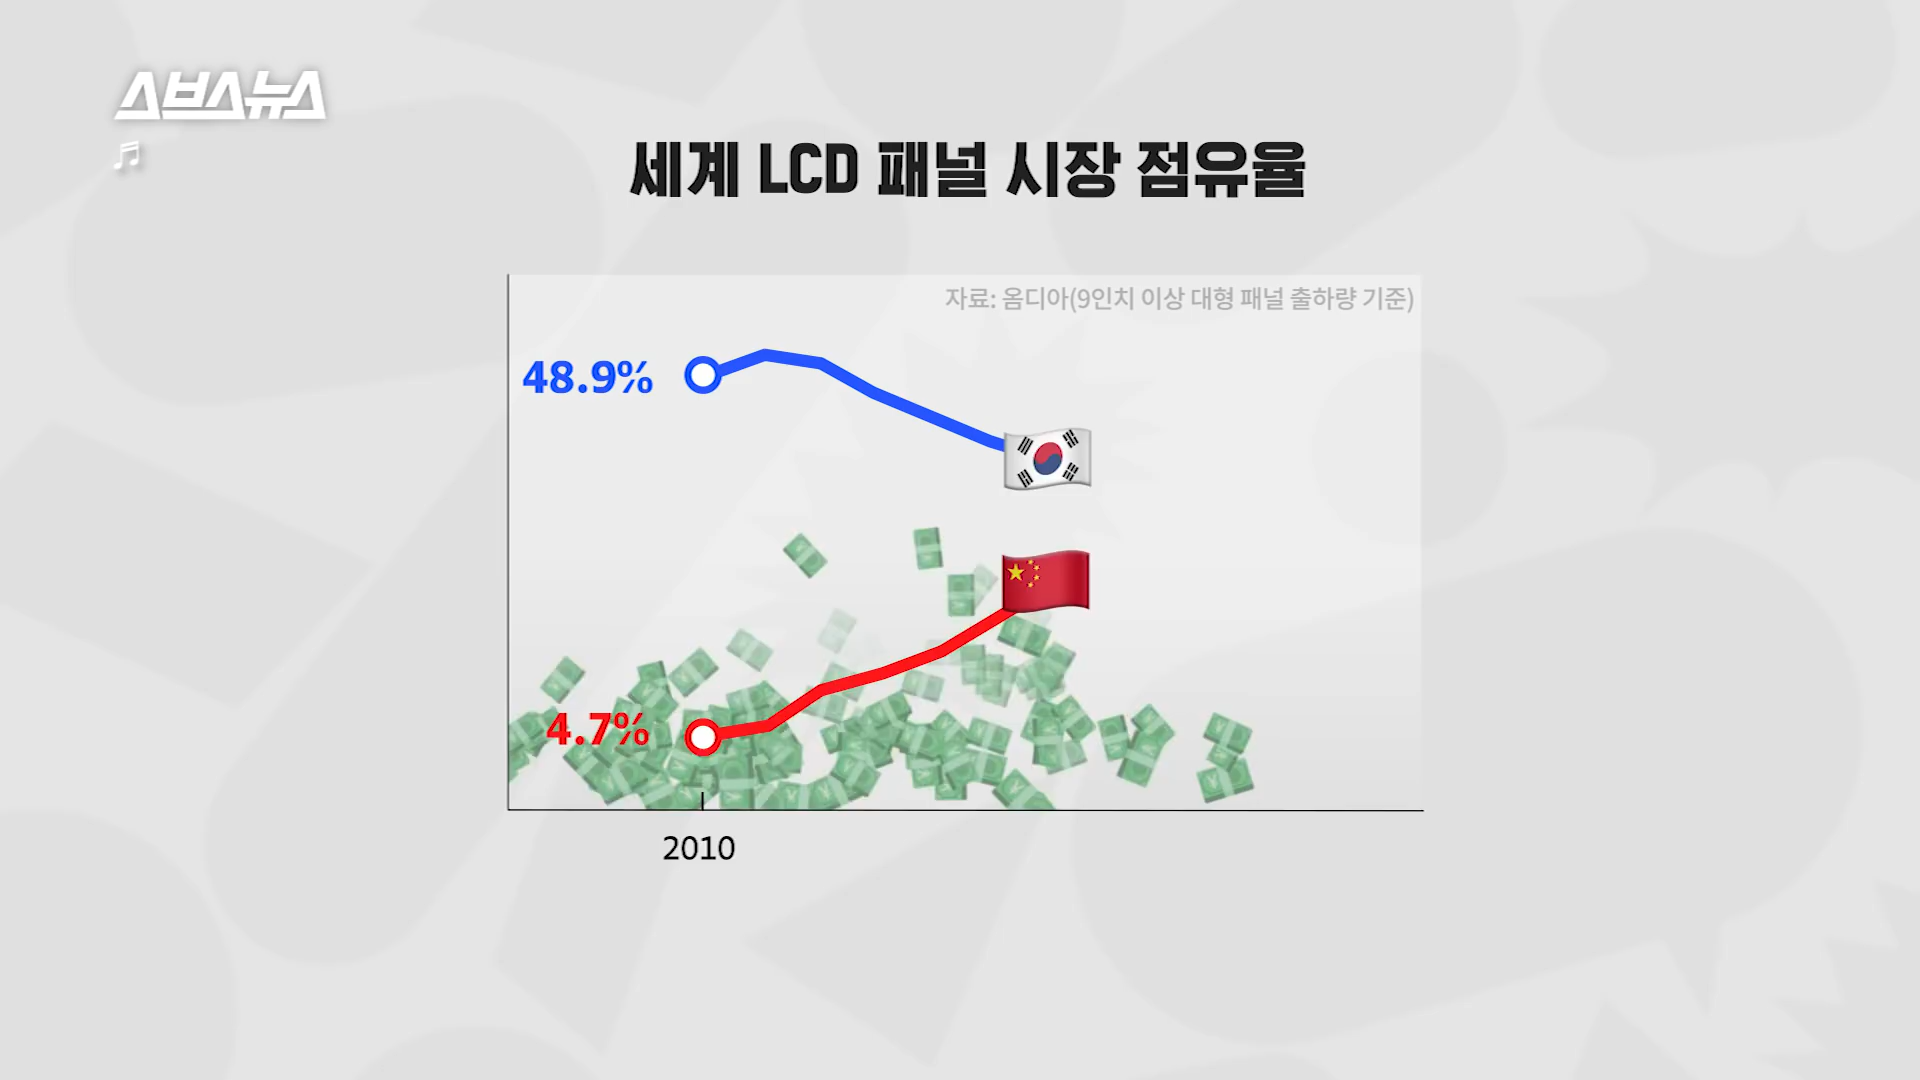 스브스뉴스
세계 LCD 패널 시장 점유율
자료: 옴디아(9인치 이상 대형 패널 출하량 기준)
48.9%
4.7%
2010